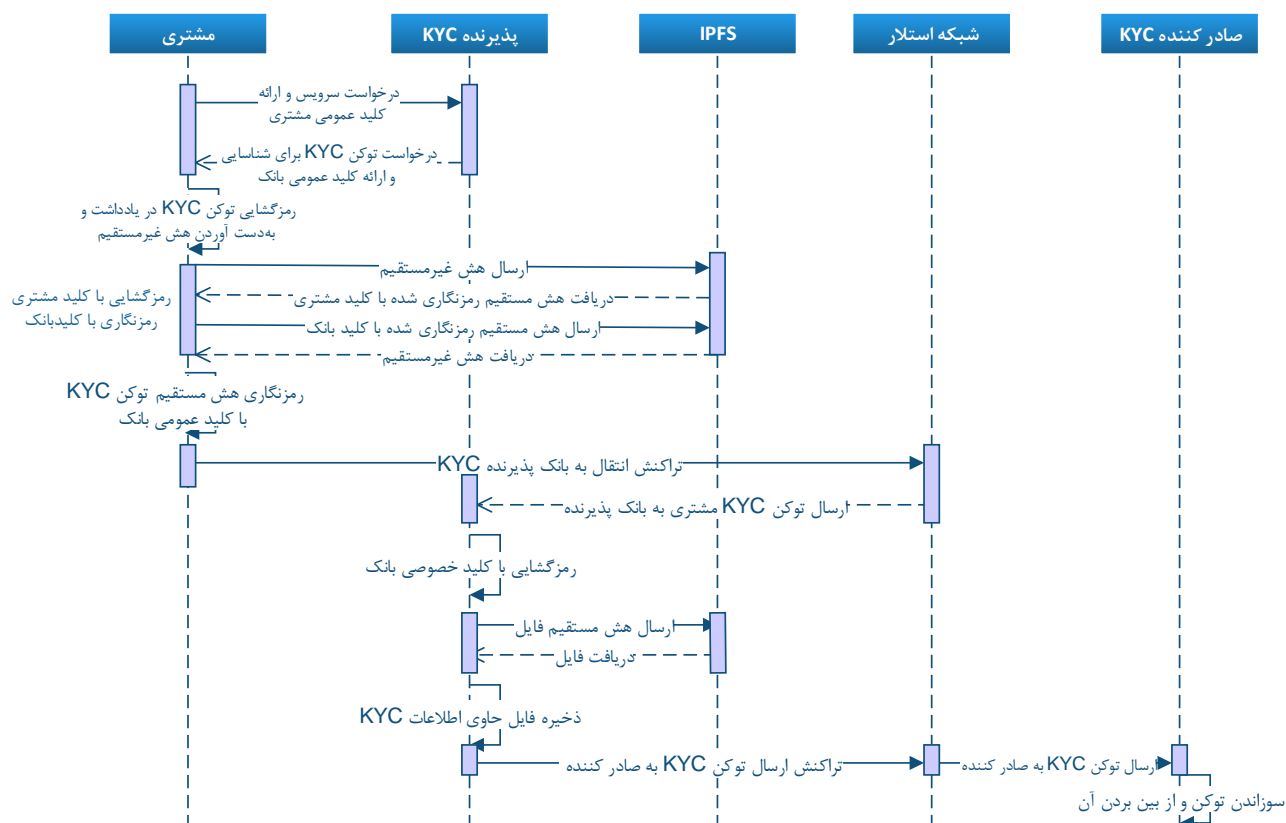 مشتری
پذیرنده KYC
IPFS
شبکه استلار
صادر کننده KYC
درخواست سرویس و ارائه
کلید عمومی مشتری
درخواست توکن KYC برای شناسایی
و ارائه کلید عمومی بانک
رمزگشایی توکن KYC در یادداشت و
به‌دست آوردن هش غیرمستقیم
ارسال هش غیرمستقیم
دریافت هش مستقیم رمزنگاری شده با کلید مشتری
رمزگشایی با کلید مشتری
رمزنگاری با کلیدبانک
ارسال هش مستقیم رمزنگاری شده با کلید بانک
دریافت هش غیرمستقیم
رمزنگاری هش مستقیم توکن KYC
با کلید عمومی بانک
تراکنش انتقال به بانک پذیرنده KYC
ارسال توکن KYC مشتری به بانک پذیرنده
رمزگشایی با کلید خصوصی بانک
ارسال هش مستقیم فایل
دریافت فایل
ذخیره فایل حاوی اطلاعات KYC
تراکنش ارسال توکن KYC به صادر کننده
ارسال توکن KYC به صادر کننده
سوزاندن توکن و از بین بردن آن